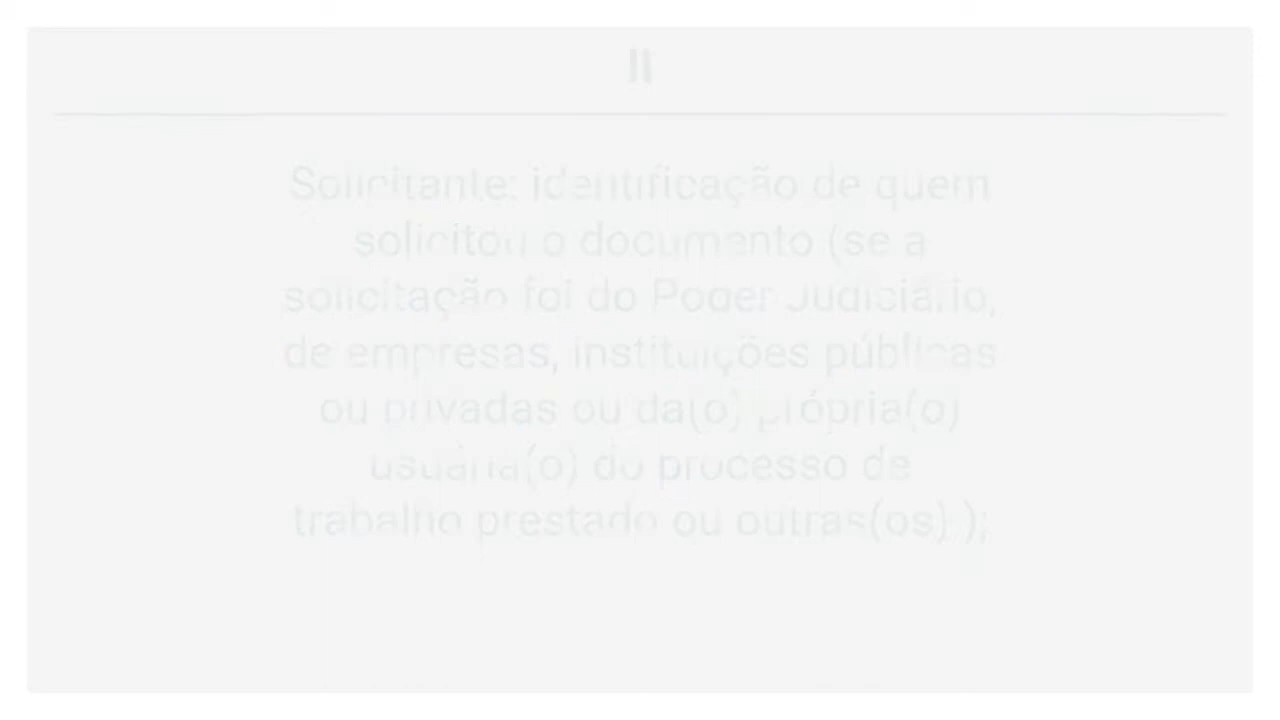 II
Solicitante: identificação de quem
solicitou o documento (se a
solicitação foi do Poder Judiciário,
de empresas, instituições públicas
ou privadas ou da(o) própria(o)
usuária(o) do processo de
trabalho prestado ou outras(os) );